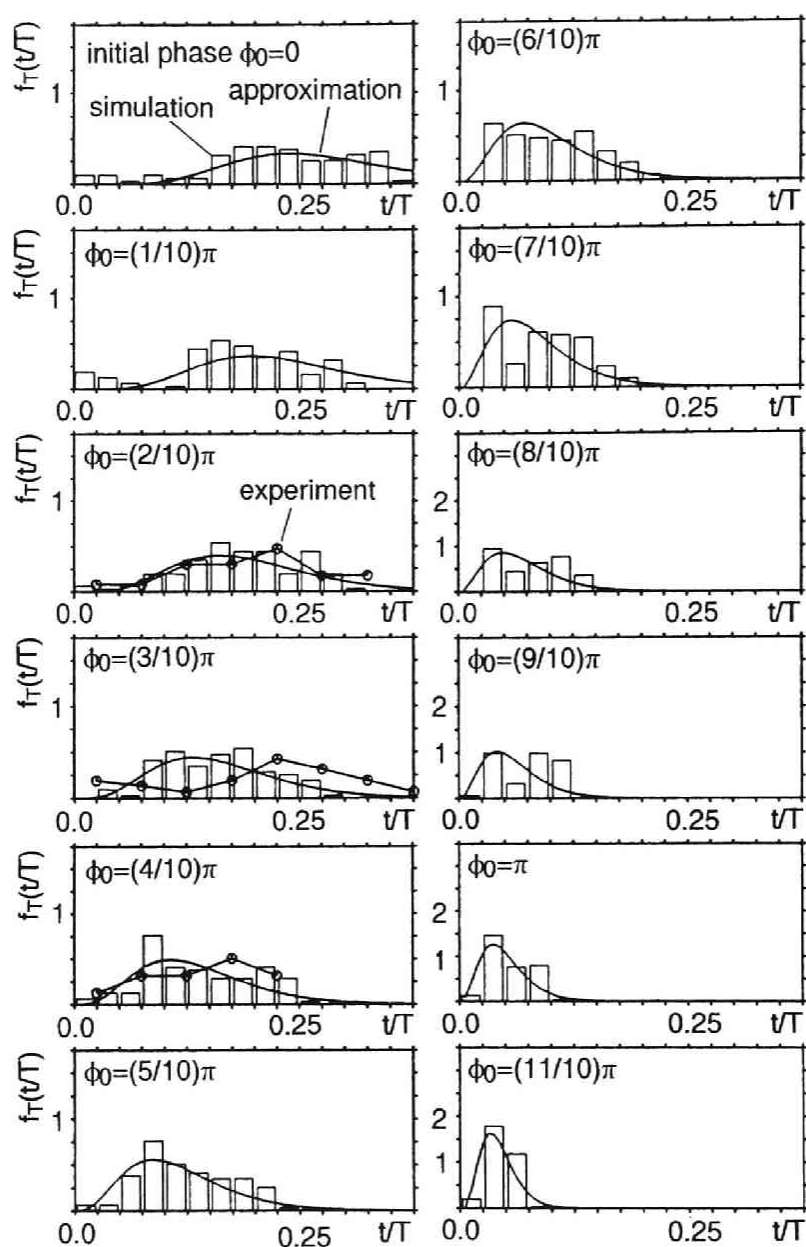 fT(t/T)
initial phase ϕ0=0
1
simulation
approximation
0.0
0.25
t/T
fT(t/T)
ϕ0=(1/10)π
1
0.0
0.25
t/T
fT(t/T)
ϕ0=(2/10)π
1
experiment
0.0
0.25
t/T
fT(t/T)
ϕ0=(3/10)π
1
0.0
0.25
t/T
fT(t/T)
ϕ0=(4/10)π
1
0.0
0.25
t/T
fT(t/T)
ϕ0=(5/10)π
1
0.0
0.25
t/T
ϕ0=(6/10)π
1
0.0
0.25
t/T
ϕ0=(7/10)π
1
0.0
0.25
t/T
ϕ0=(8/10)π
2
1
0.0
0.25
t/T
ϕ0=(9/10)π
2
1
0.0
0.25
t/T
ϕ0=π
2
1
0.0
0.25
t/T
ϕ0=(11/10)π
2
1
0.0
0.25
t/T